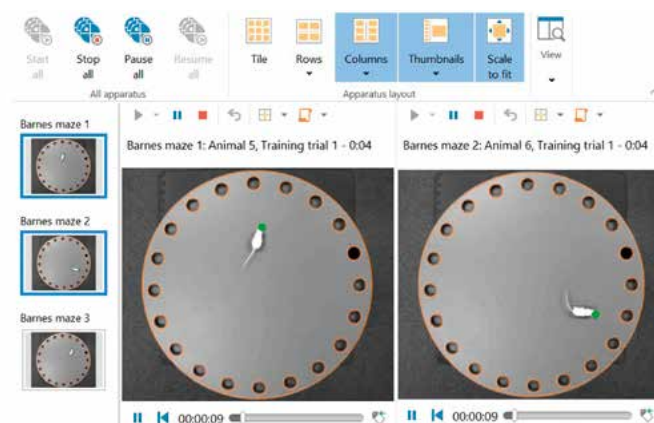 Start all
Stop all
Pause all
Resume all
Tile
Rows
Columns
Thumbnails
Scale to fit
View
All apparatus
Apparatus layout
Barnes maze 1
Barnes maze 2
Barnes maze 3
Barnes maze 1: Animal 5, Training trial 1 - 0:04
00:00:09
Barnes maze 2: Animal 6, Training trial 1 - 0:04
00:00:09